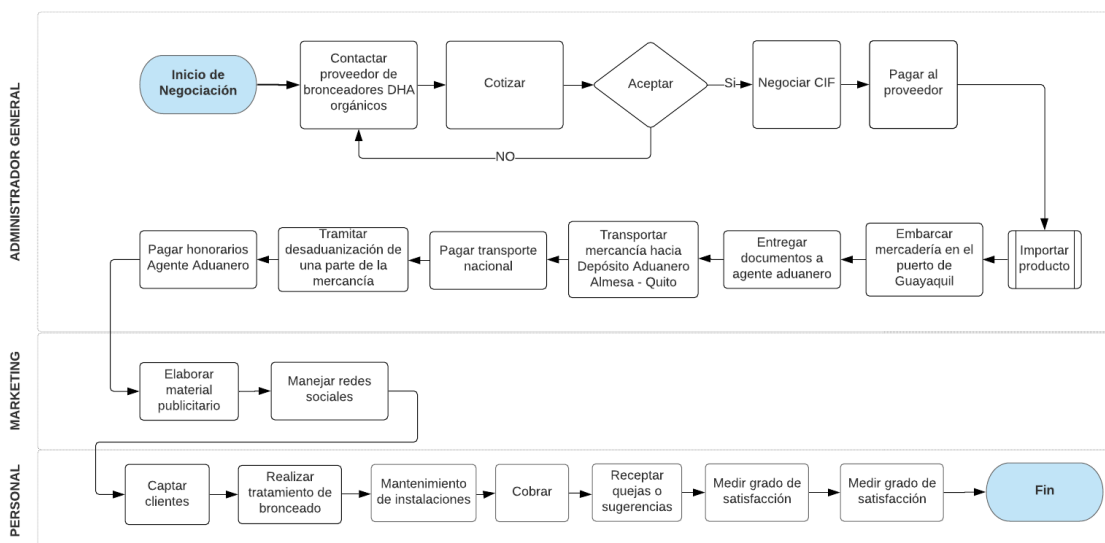 ADMINISTRADOR GENERAL
Inicio de
Negociación
Contactar
proveedor de
bronceadores DHA
orgánicos
Cotizar
Aceptar
Si
Negociar CIF
Pagar al
proveedor
NO
Pagar honorarios
Agente Aduanero
Tramitar
desaduanización de
una parte de la
mercancía
Pagar transporte
nacional
Transportar
mercancía hacia
Depósito Aduanero
Almesa - Quito
Entregar
documentos a
agente aduanero
Embarcar
mercadería en el
puerto de
Guayaquil
Importar
producto
MARKETING
Elaborar
material
publicitario
Manejar redes
sociales
PERSONAL
Captar
clientes
Realizar
tratamiento de
bronceado
Mantenimiento
de instalaciones
Cobrar
Receptar
quejas o
sugerencias
Medir grado de
satisfacción
Medir grado de
satisfacción
Fin